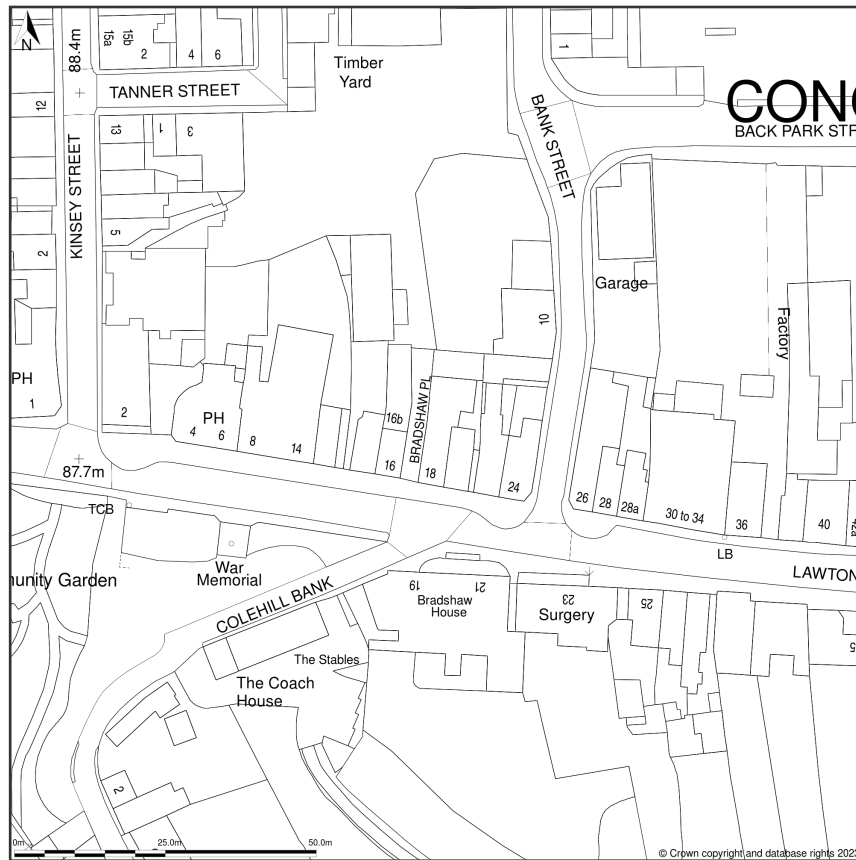 N
88.4m
15a
15b
2
4
6
Timber
Yard
1
CONG
BACK PARK STR
TANNER STREET
12
BANK STREET
13
1
3
KINSEY STREET
5
2
Garage
10
Factory
PH
1
2
PH
4
6
8
14
16b
16
BRADSHAW PL
18
24
26
28
28a
30 to 34
36
40
42a
87.7m
TCB
War
Memorial
LB
LAWTON
unity Garden
COLEHILL BANK
19
21
Bradshaw
House
23
Surgery
25
The Stables
The Coach
House
2
0m
25.0m
50.0m
© Crown copyright and database rights 2022